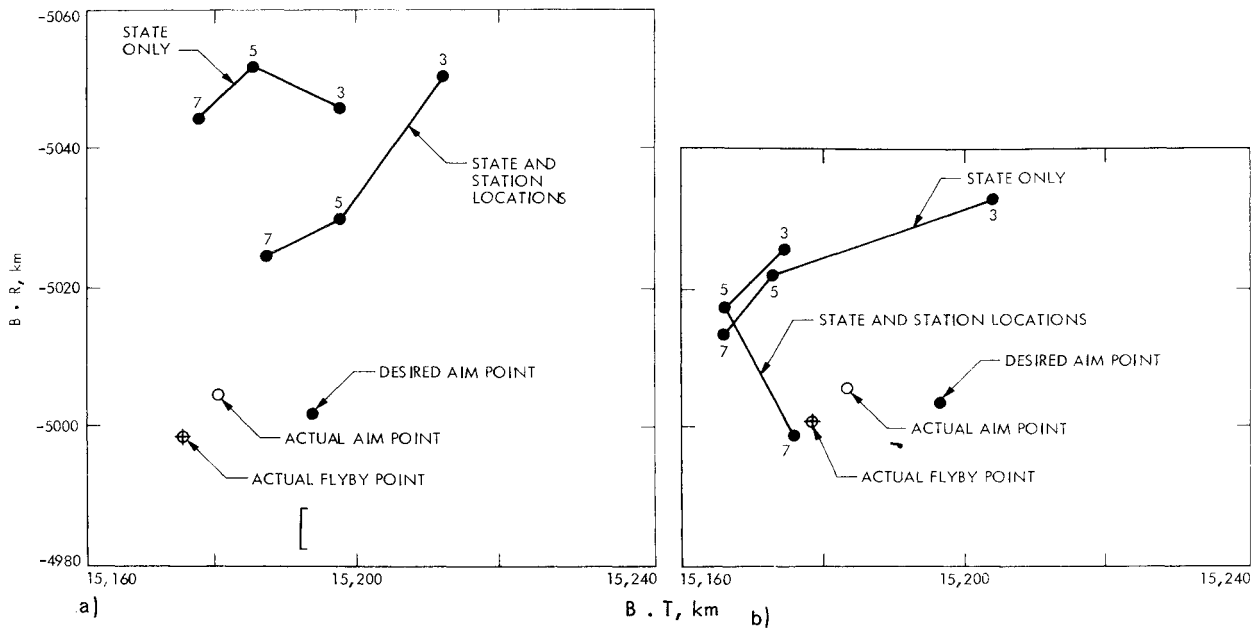 -5060
STATE
ONLY
5
3
7
3
-5040
STATE AND
STATION
LOCATIONS
5
7
-5020
B . R, km
DESIRED AIM POINT
ACTUAL AIM POINT
-5000
ACTUAL FLYBY POINT
-4980
15,160
15,200
15,240
a)
STATE ONLY
3
3
5
5
STATE AND STATION LOCATIONS
7
DESIRED AIM POINT
ACTUAL AIM POINT
7
ACTUAL FLYBY POINT
15,160
15,200
15,240
B . T, km
b)